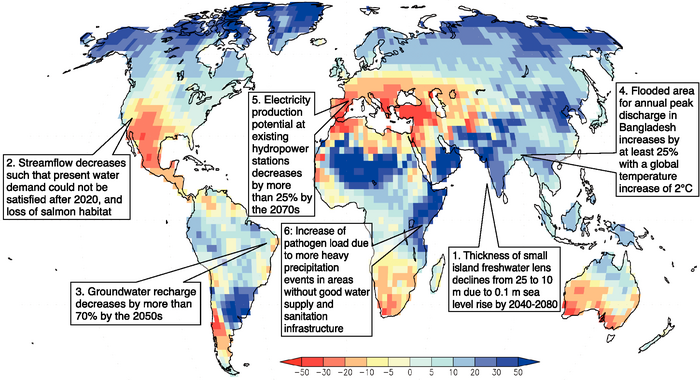 5. Electricity
production
potential at
existing
hydropower
stations
decreases
by more
than 25% by
the 2070s
4. Flooded area
for annual peak
discharge in
Bangladesh
increases by
at least 25%
with a global
temperature
increase of 2°C
2. Streamflow decreases
such that present water
demand could not be
satisfied after 2020, and
loss of salmon habitat
6: Increase of
pathogen load due
to more heavy
precipitation
events in areas
without good water
supply and
sanitation
infrastructure
1. Thickness of small
island freshwater lens
declines from 25 to 10
m due to 0.1 m sea
level rise by 2040-2080
3. Groundwater recharge
decreases by more than
70% by the 2050s
-50 -30 -20 -10 -5 0 5 10 20 30 50